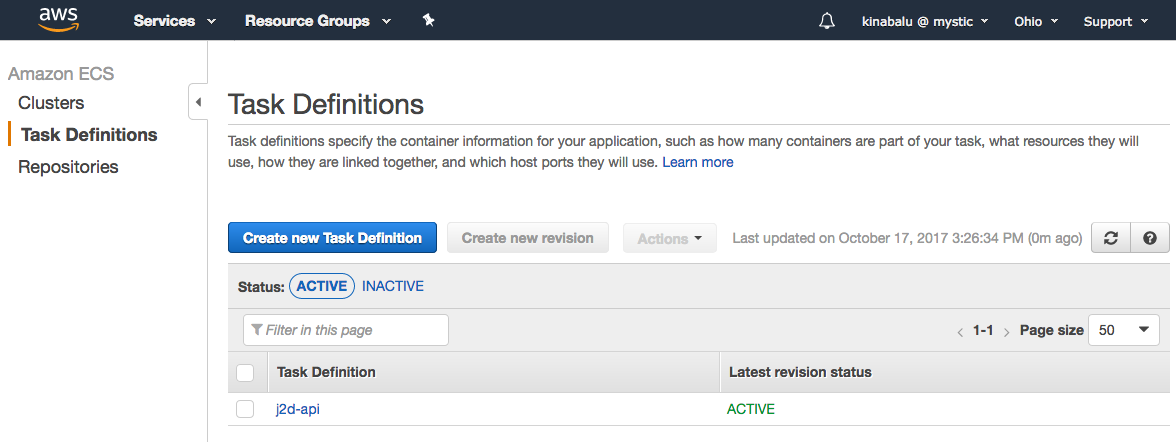 aws Services Resource Groups kinabalu @ mystic Ohio Support
Amazon ECS
Clusters
Task Definitions
Repositories
Task Definitions
Task definitions specify the container information for your application, such as how many containers are part of your task, what resources they will
use, how they are linked together, and which host ports they will use. Learn more
Create new Task Definition Create new revision Actions Last updated on October 17, 2017 3:26:34 PM (0m ago)
Status: ACTIVE INACTIVE
Filter in this page < 1-1 > Page size 50
Task Definition Latest revision status
j2d-api ACTIVE